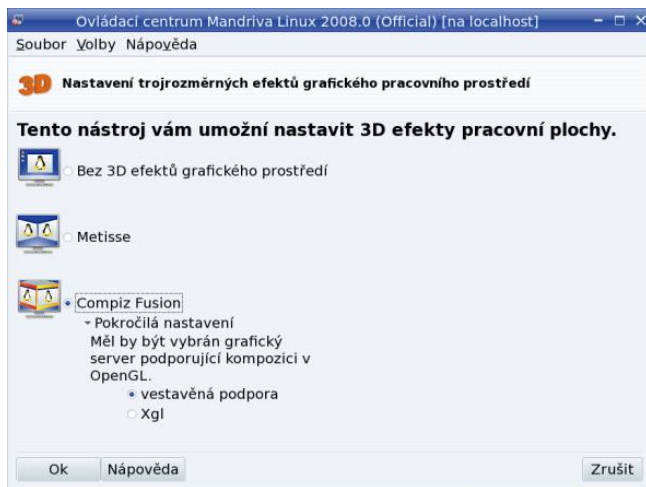 Ovládací centrum Mandriva Linux 2008.0 (Official) [na localhost]
Soubor Volby Nápověda
3D Nastavení trojrozměrných efektů grafického pracovního prostředí
Tento nástroj vám umožní nastavit 3D efekty pracovní plochy.
Bez 3D efektů grafického prostředí
Metisse
Compiz Fusion
Pokročilá nastavení
Měl by být vybrán grafický
server podporující kompozici v
OpenGL.
vestavěná podpora
Xgl
Ok Nápověda Zrušit